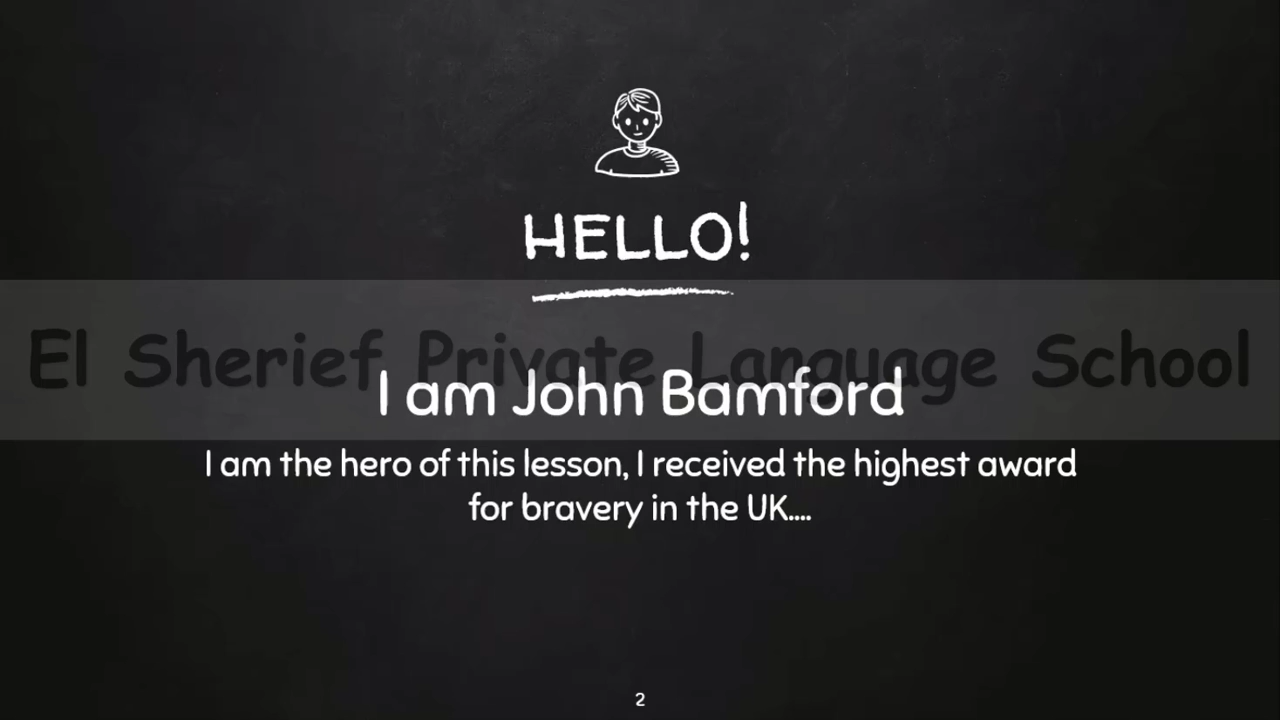 HELLO!
El Sherief Private Language School
I am John Bamford
I am the hero of this lesson, I received the highest award
for bravery in the UK....
2